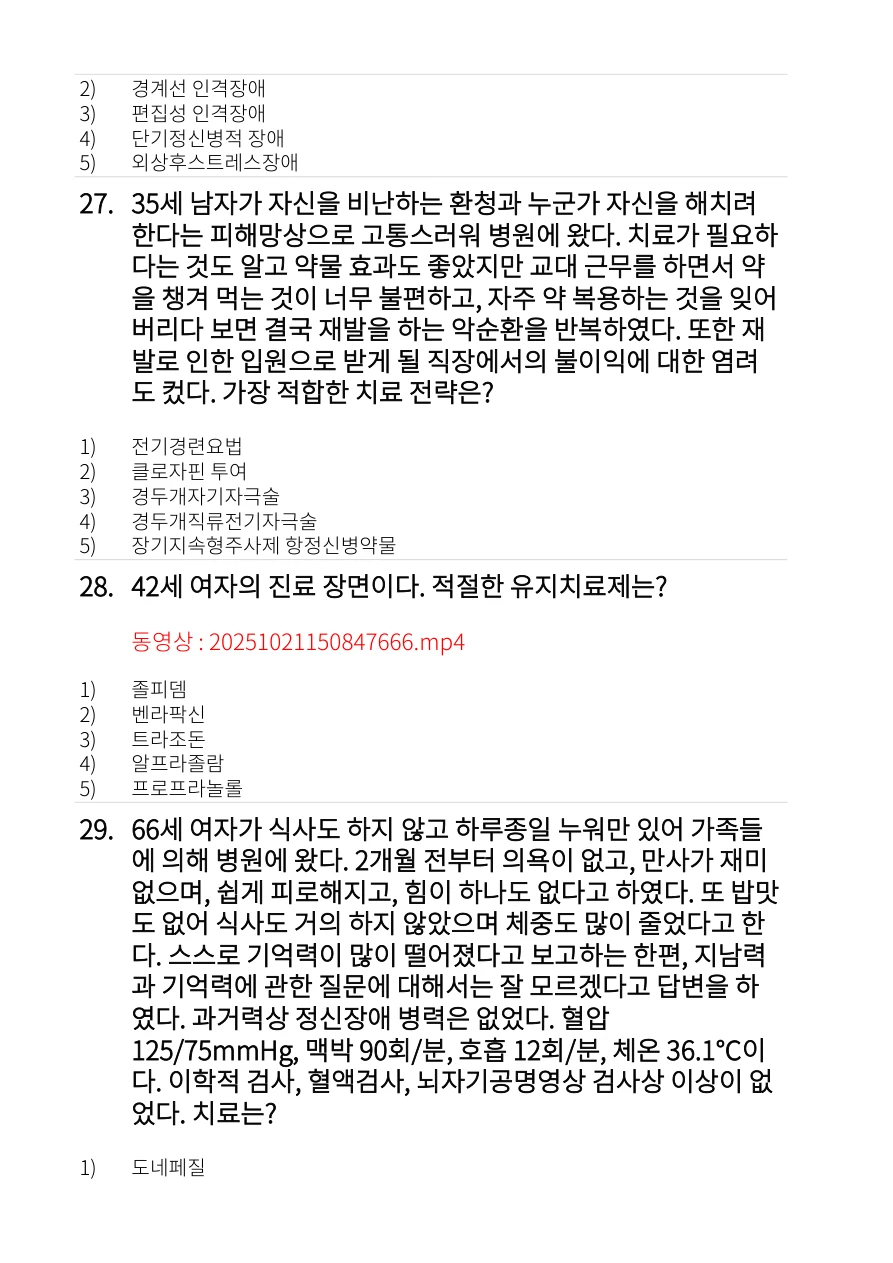 2) 경계선 인격장애
3) 편집성 인격장애
4) 단기정신병적 장애
5) 외상후스트레스장애
27. 35세 남자가 자신을 비난하는 환청과 누군가 자신을 해치려
한다는 피해망상으로 고통스러워 병원에 왔다. 치료가 필요하
다는 것도 알고 약물 효과도 좋았지만 교대 근무를 하면서 약
을 챙겨 먹는 것이 너무 불편하고, 자주 약 복용하는 것을 잊어
버리다 보면 결국 재발을 하는 악순환을 반복하였다. 또한 재
발로 인한 입원으로 받게 될 직장에서의 불이익에 대한 염려
도 컸다. 가장 적합한 치료 전략은?
1) 전기경련요법
2) 클로자핀 투여
3) 경두개자기자극술
4) 경두개직류전기자극술
5) 장기지속형주사제 항정신병약물
28. 42세 여자의 진료 장면이다. 적절한 유지치료제는?
동영상 : 20251021150847666.mp4
1) 졸피뎀
2) 벤라팍신
3) 트라조돈
4) 알프라졸람
5) 프로프라놀롤
29. 66세 여자가 식사도 하지 않고 하루종일 누워만 있어 가족들
에 의해 병원에 왔다. 2개월 전부터 의욕이 없고, 만사가 재미
없으며, 쉽게 피로해지고, 힘이 하나도 없다고 하였다. 또 밥맛
도 없어 식사도 거의 하지 않았으며 체중도 많이 줄었다고 한
다. 스스로 기억력이 많이 떨어졌다고 보고하는 한편, 지남력
과 기억력에 관한 질문에 대해서는 잘 모르겠다고 답변을 하
였다. 과거력상 정신장애 병력은 없었다. 혈압
125/75mmHg, 맥박 90회/분, 호흡 12회/분, 체온 36.1℃이
다. 이학적 검사, 혈액검사, 뇌자기공명영상 검사상 이상이 없
었다. 치료는?
1) 도네페질